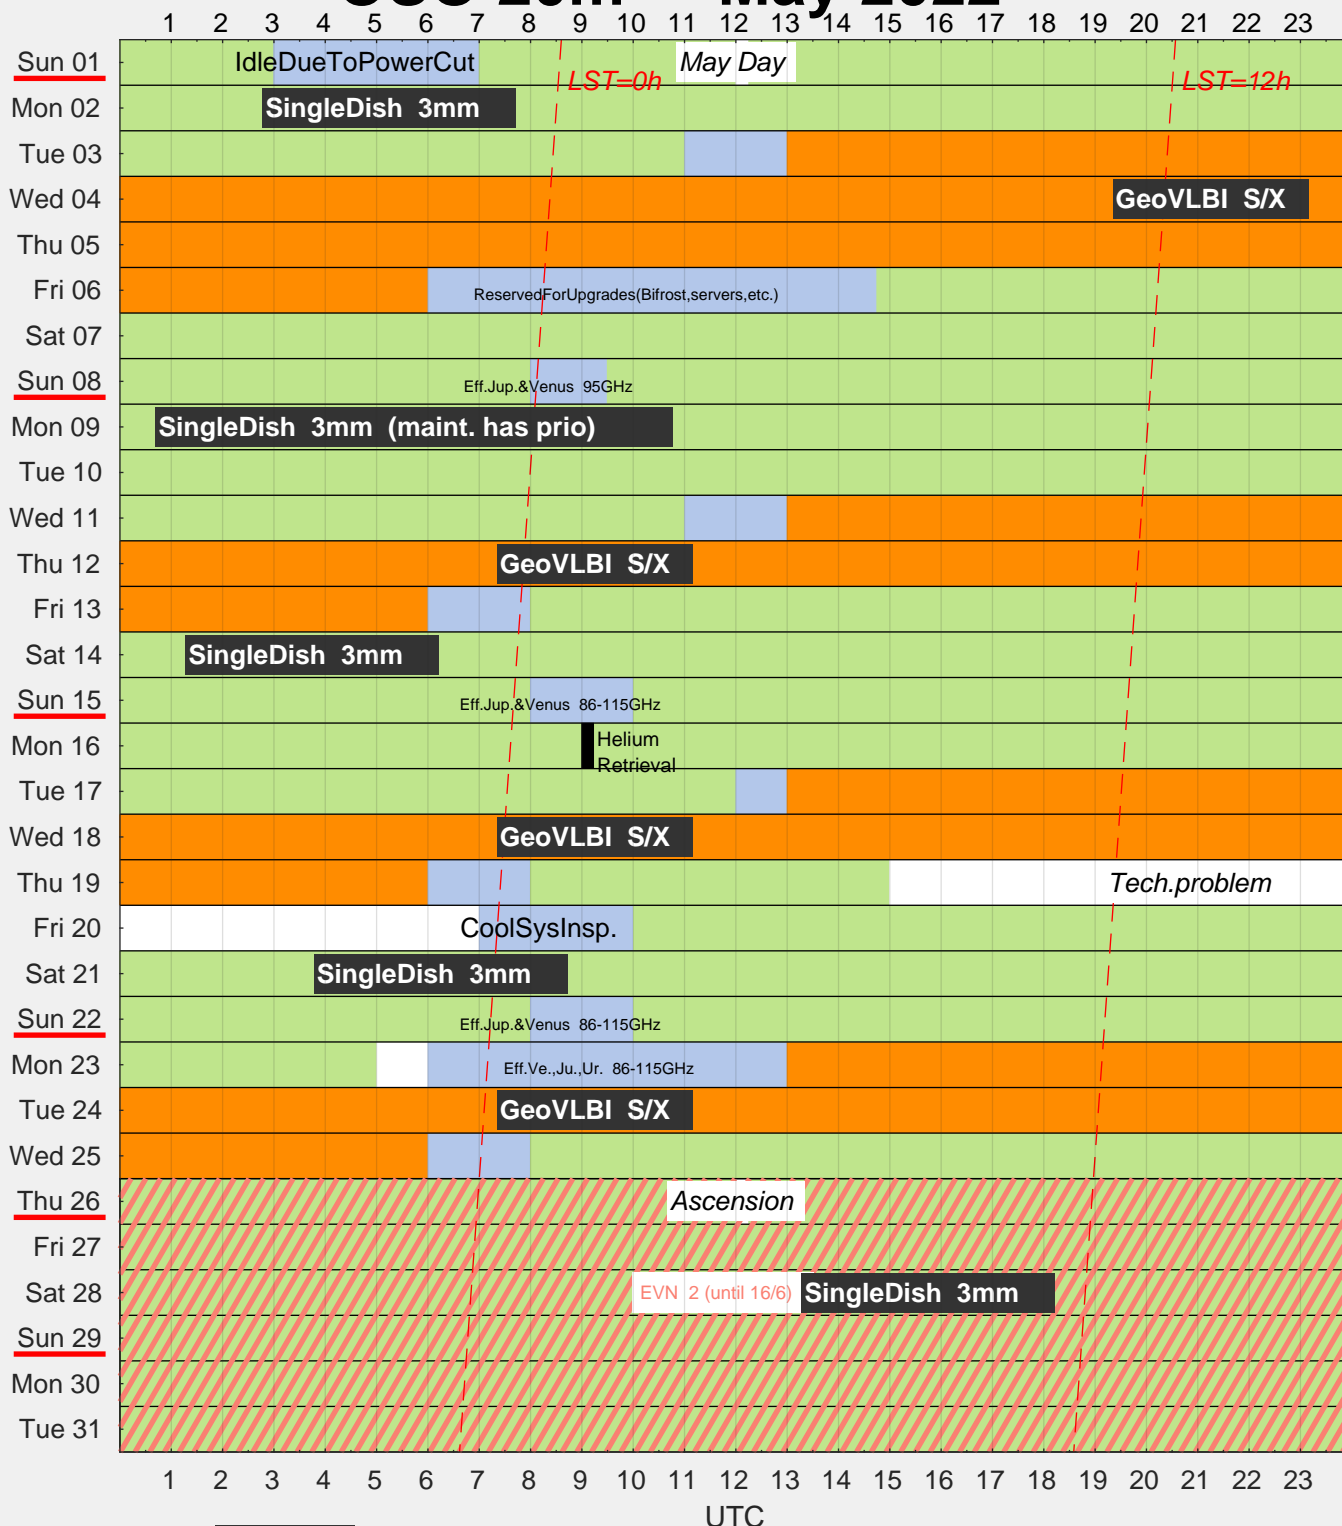 May 2022
1 2 3 4 5 6 7 8 9 10 11 12 13 14 15 16 17 18 19 20 21 22 23
Sun 01 IdleDueToPowerCut May Day
LST=0h LST=12h
Mon 02 SingleDish 3mm
Tue 03
Wed 04 GeoVLBI S/X
Thu 05
Fri 06 ReservedForUpgrades(Bifrost,servers,etc.)
Sat 07
Sun 08 Eff.Jup.&Venus 95GHz
Mon 09 SingleDish 3mm (maint. has prio)
Tue 10
Wed 11
Thu 12 GeoVLBI S/X
Fri 13
Sat 14 SingleDish 3mm
Sun 15 Eff.Jup.&Venus 86-115GHz
Mon 16 Helium
Retrieval
Tue 17
Wed 18 GeoVLBI S/X
Thu 19 Tech.problem
Fri 20 CoolSysInsp.
Sat 21 SingleDish 3mm
Sun 22 Eff.Jup.&Venus 86-115GHz
Mon 23 Eff.Ve.,Ju.,Ur. 86-115GHz
Tue 24 GeoVLBI S/X
Wed 25
Thu 26 Ascension
Fri 27
Sat 28 EVN 2 (until 16/6) SingleDish 3mm
Sun 29
Mon 30
Tue 31
1 2 3 4 5 6 7 8 9 10 11 12 13 14 15 16 17 18 19 20 21 22 23
UTC